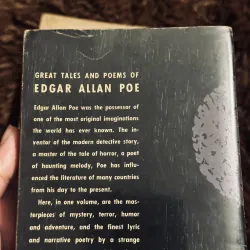 GREAT TALES AND POEMS OF
EDGAR ALLAN POE
Edgar Allan Poe was the possessor of
one of the most original imaginations
the world has ever known. The in-
ventor of the modern detective story,
a master of the tale of horror, a poet
of haunting melody, Poe has influ-
enced the literature of many countries
from his day to the present.
Here, in one volume, are the mas-
terpieces of mystery, terror, humor
and adventure, and the finest lyric
and narrative poetry by a strange